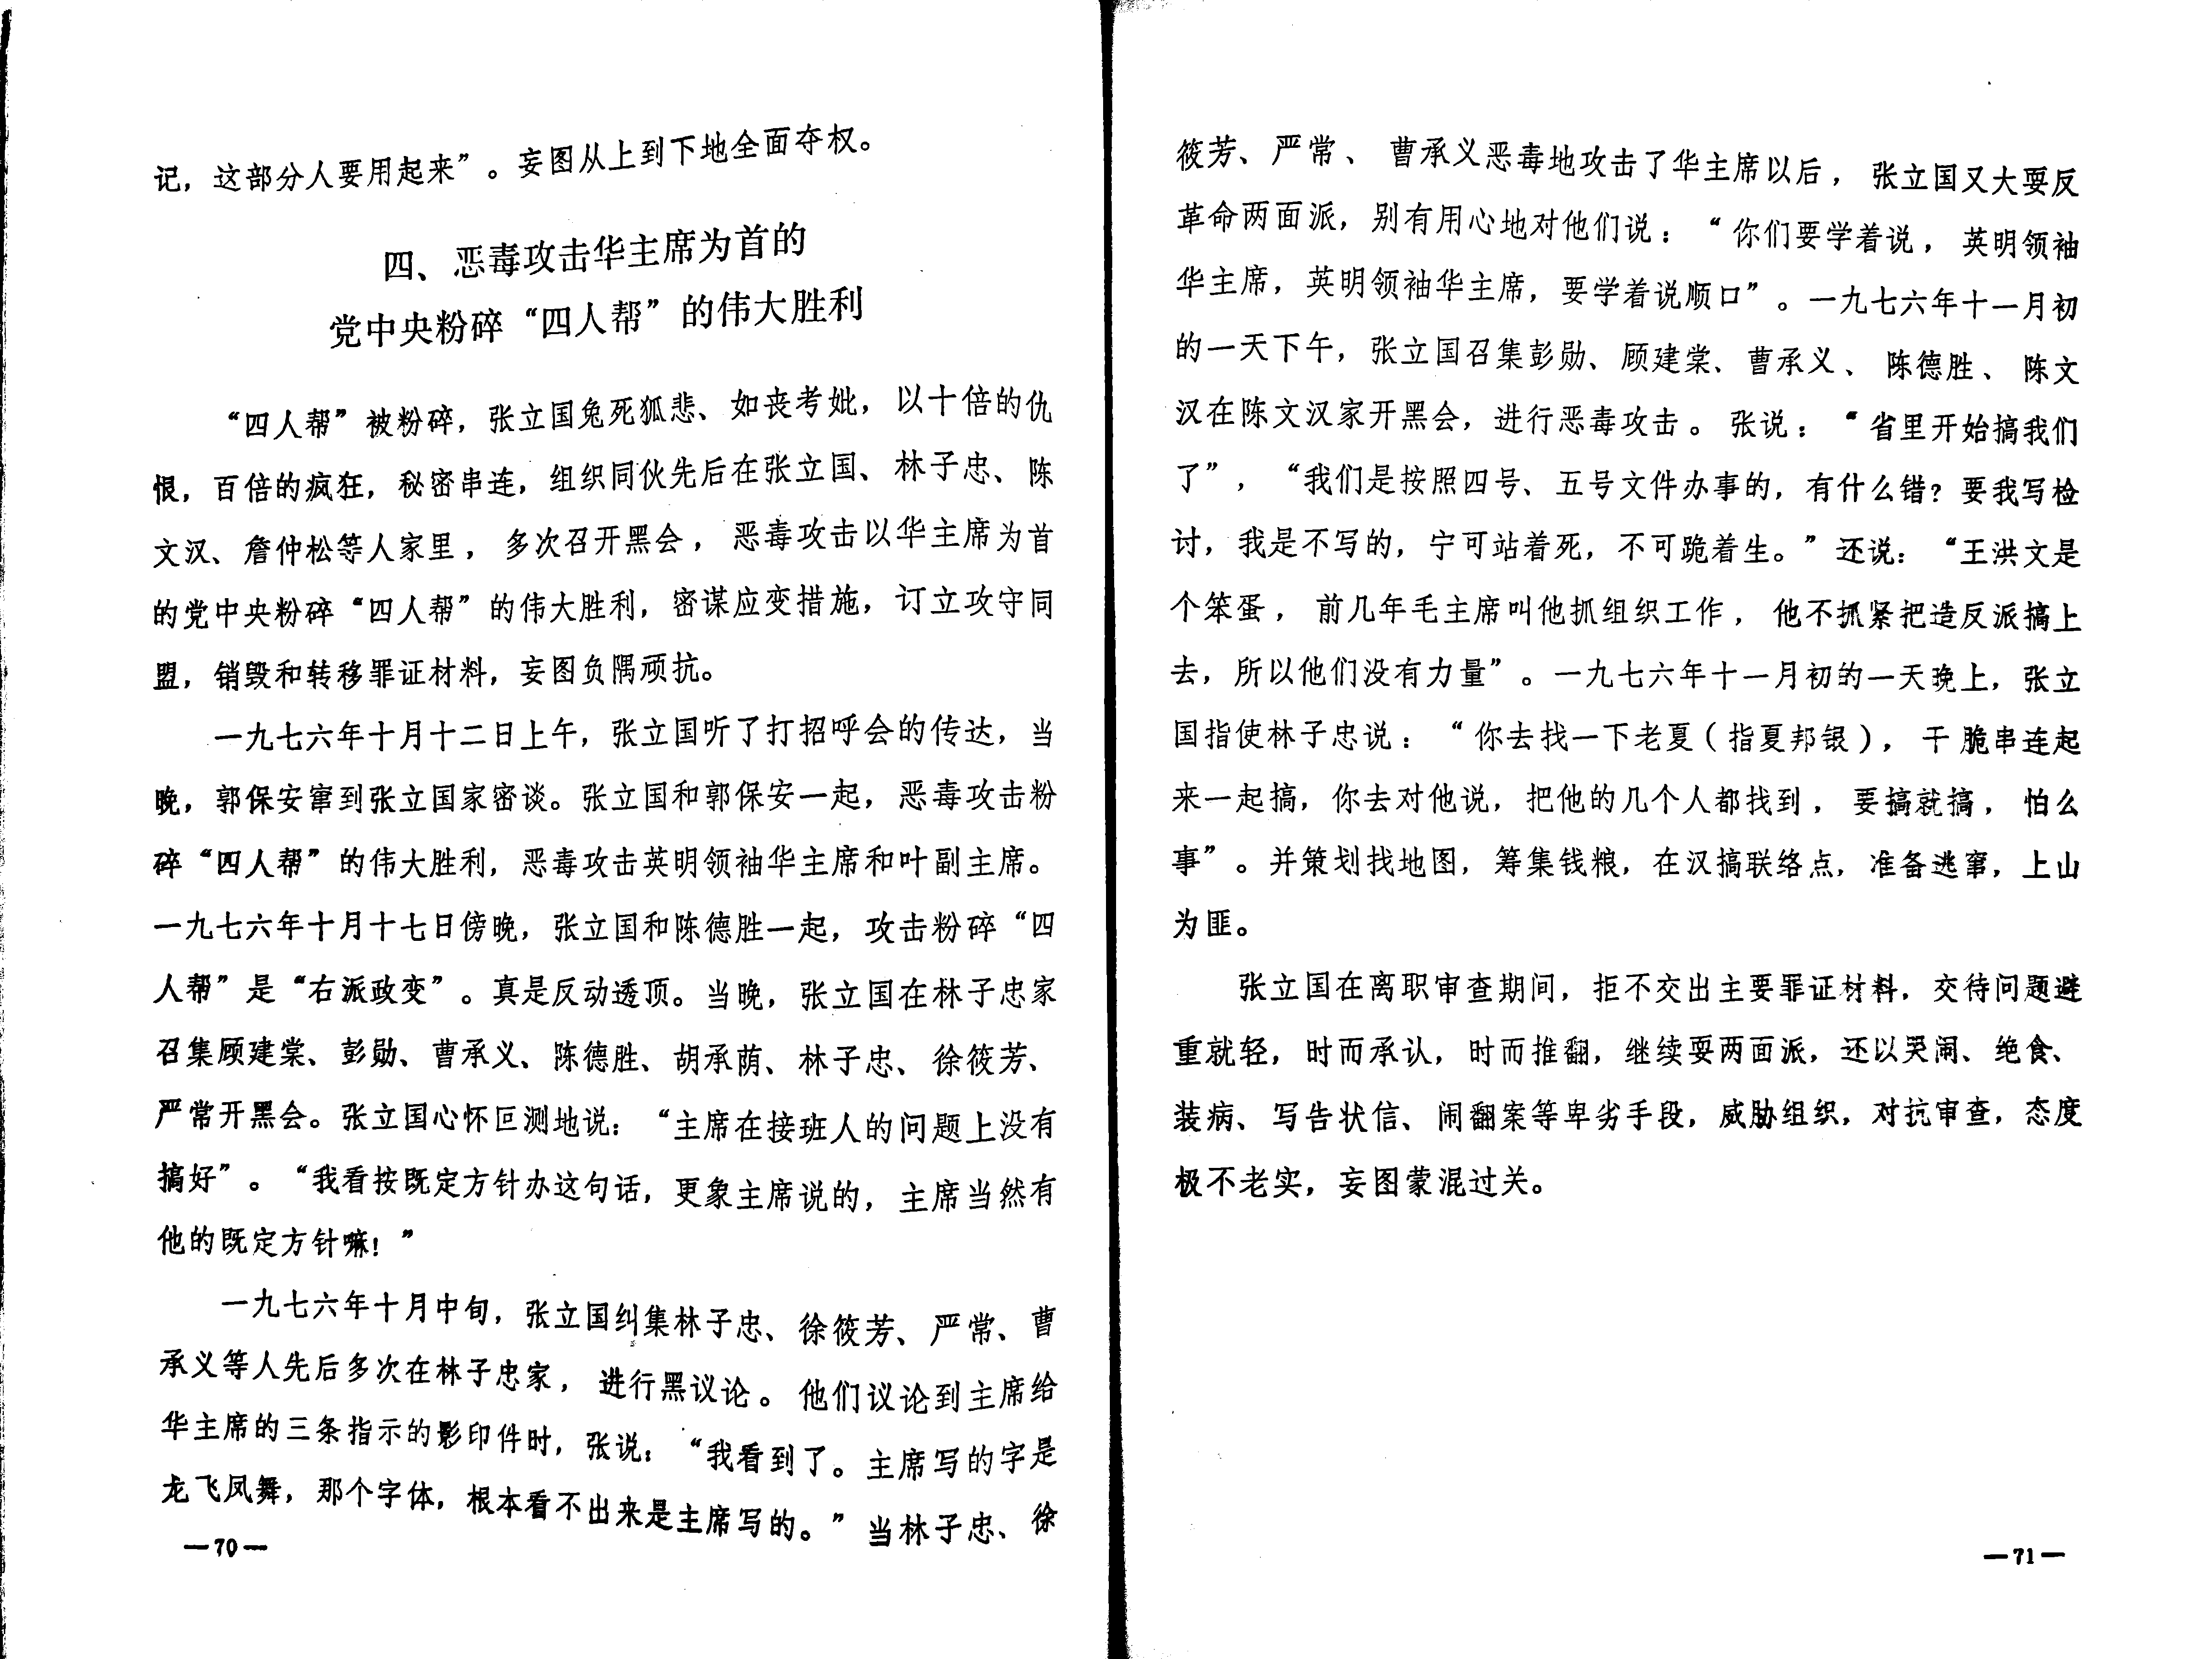 记，这部分人要用起来”。妄图从上到下地全面夺权。
四、恶毒攻击华主席为首的
党中央粉碎“四人帮”的伟大胜利
“四人帮”被粉碎，张立国兔死狐悲、如丧考妣，以十倍的仇
恨，百倍的疯狂，秘密串连，组织同伙先后在张立国、林子忠、陈
文汉、詹仲松等人家里，多次召开黑会，恶毒攻击以华主席为首
的党中央粉碎“四人帮”的伟大胜利，密谋应变措施，订立攻守同
盟，销毁和转移罪证材料，妄图负隅顽抗。
一九七六年十月十二日上午，张立国听了打招呼会的传达，当
晚，郭保安窜到张立国家密谈。张立国和郭保安一起，恶毒攻击粉
碎“四人帮”的伟大胜利，恶毒攻击英明领袖华主席和叶副主席。
一九七六年十月十七日傍晚，张立国和陈德胜一起，攻击粉碎“四
人帮”是“右派政变”。真是反动透顶。当晚，张立国在林子忠家
召集顾建棠、彭勋、曹承义、陈德胜、胡承荫、林子忠、徐筱芳、
严常开黑会。张立国心怀叵测地说：“主席在接班人的问题上没有
搞好”。“我看按既定方针办这句话，更象主席说的，主席当然有
他的既定方针嘛！”
一九七六年十月中旬，张立国纠集林子忠、徐筱芳、严常、曹
承义等人先后多次在林子忠家，进行黑议论。他们议论到主席给
华主席的三条指示的影印件时，张说：“我看到了。主席写的字是
龙飞凤舞，那个字体，根本看不出来是主席写的。”当林子忠、徐
—70—
筱芳、严常、曹承义恶毒地攻击了华主席以后，张立国又大耍反
革命两面派，别有用心地对他们说：“你们要学着说，英明领袖
华主席，英明领袖华主席，要学着说顺口”。一九七六年十一月初
的一天下午，张立国召集彭勋、顾建棠、曹承义、陈德胜、陈文
汉在陈文汉家开黑会，进行恶毒攻击。张说：“省里开始搞我们
了”，“我们是按照四号、五号文件办事的，有什么错？要我写检
讨，我是不写的，宁可站着死，不可跪着生。”还说：“王洪文是
个笨蛋，前几年毛主席叫他抓组织工作，他不抓紧把造反派搞上
去，所以他们没有力量”。一九七六年十一月初的一天晚上，张立
国指使林子忠说：“你去找一下老夏（指夏邦银），干脆串连起
来一起搞，你去对他说，把他的几个人都找到，要搞就搞，怕么
事”。并策划找地图，筹集钱粮，在汉搞联络点，准备逃窜，上山
为匪。
张立国在离职审查期间，拒不交出主要罪证材料，交待问题避
重就轻，时而承认，时而推翻，继续耍两面派，还以哭闹、绝食、
装病、写告状信、闹翻案等卑劣手段，威胁组织，对抗审查，态度
极不老实，妄图蒙混过关。
—71—